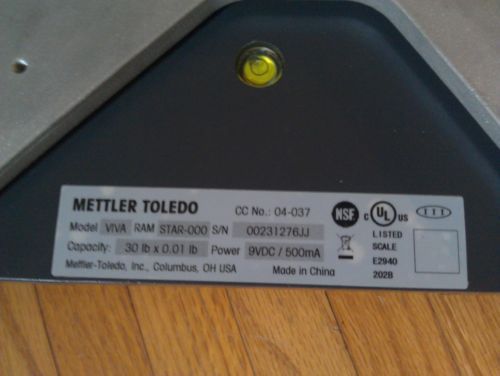 METTLER TOLEDO CC No.: 04-037
Model VIVA RAM STAR-000 S/N 00231276JJ
Capacity: 30 lb x 0.01 lb Power 9VDC / 500mA
Mettler-Toledo, Inc., Columbus, OH USA Made in China
NSF
C UL US
LISTED
SCALE
E2940
202B
III